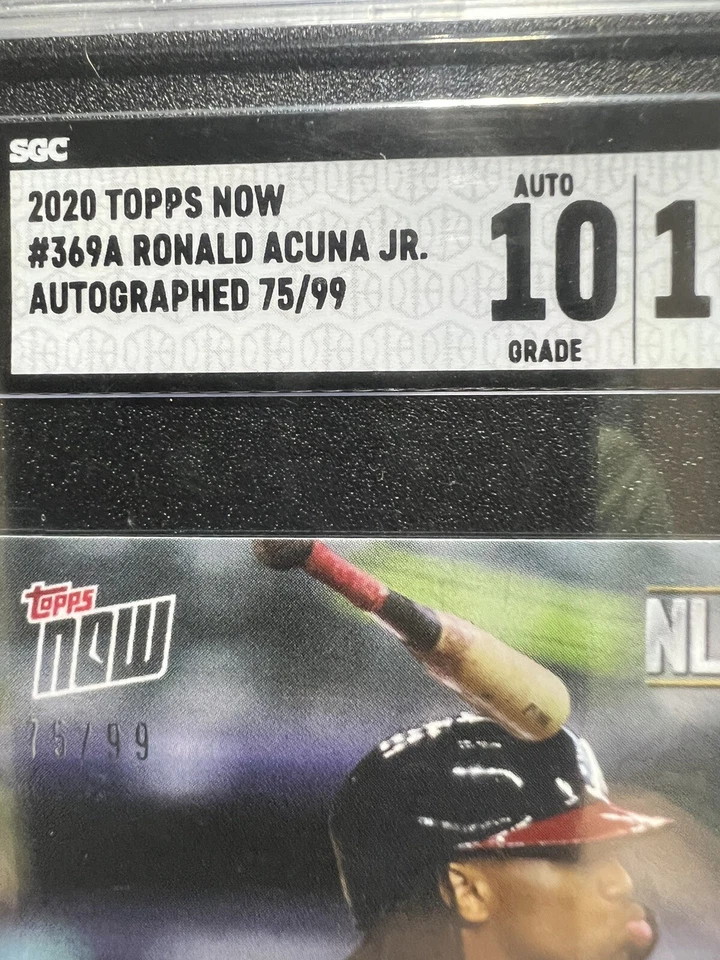 SGC
2020 TOPPS NOW
#369A RONALD ACUNA JR.
AUTOGRAPHED 75/99
AUTO
10
GRADE
1
topps
NOW
75/99
NL